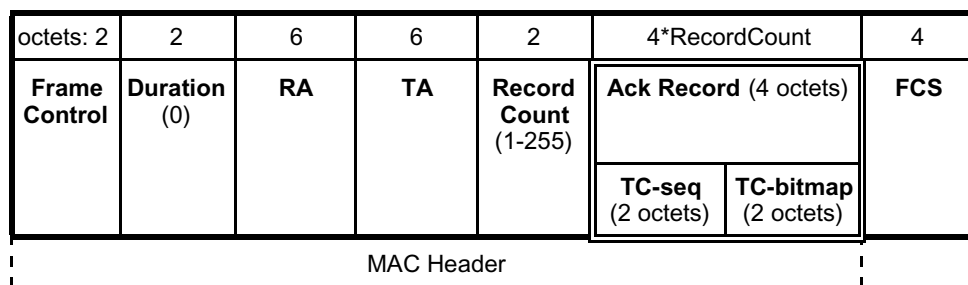 octets: 2 2 6 6 2 4*RecordCount 4
Frame Control
Duration (0)
RA
TA
Record Count (1-255)
Ack Record (4 octets)
FCS
TC-seq (2 octets)
TC-bitmap (2 octets)
MAC Header